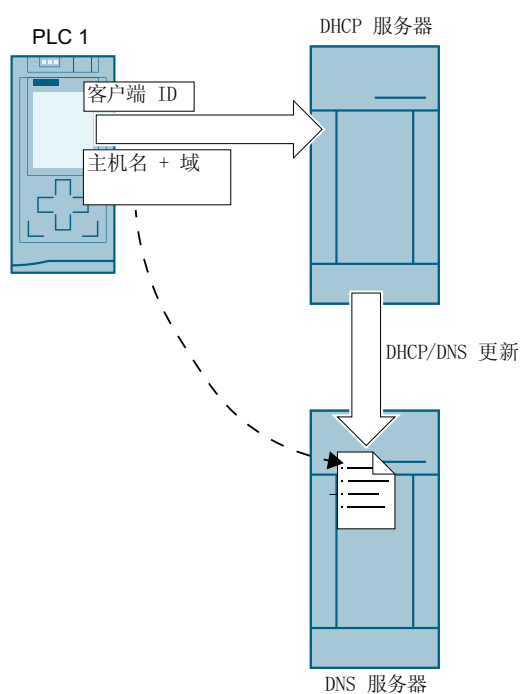 PLC 1
DHCP 服务器
客户端 ID
主机名 + 域
DHCP/DNS 更新
DNS 服务器